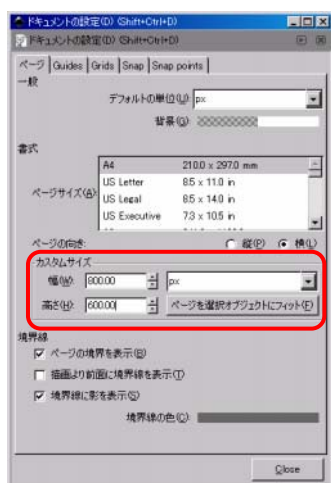 ドキュメントの設定(D) (Shift+Ctrl+D)
ドキュメントの設定(D) (Shift+Ctrl+D)
ページ Guides Grids Snap Snap points
一般
デフォルトの単位(U): px
背景(G):
書式
ページサイズ(A):
A4 210.0 x 297.0 mm
US Letter 8.5 x 11.0 in
US Legal 8.5 x 14.0 in
US Executive 7.3 x 10.5 in
ページの向き: 縦(P) 横(L)
カスタムサイズ
幅(W): 800.00 px
高さ(H): 600.00 ページを選択オブジェクトにフィット(F)
境界線
ページの境界を表示(B)
描画より前面に境界線を表示(T)
境界線に影を表示(S)
境界線の色(C):
Close